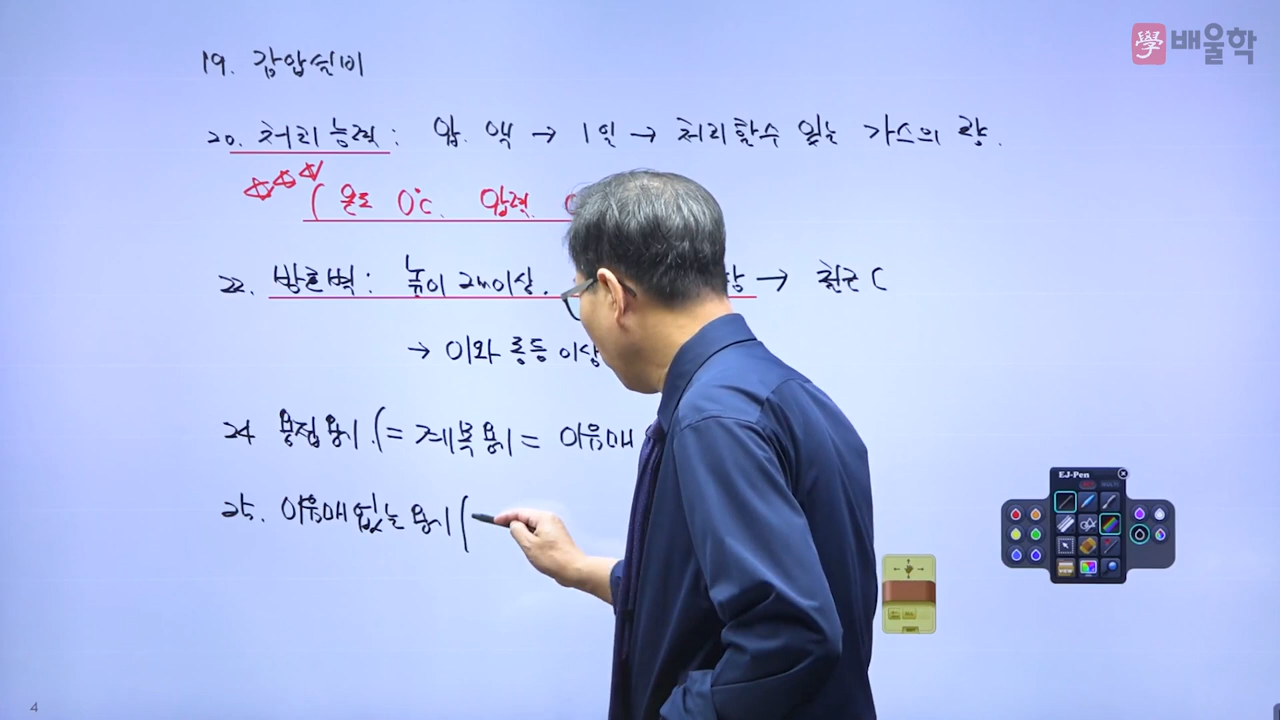 學 배울학
19. 감압설비
20. 처리능력 : 압. 액 → 1일 → 처리할수 있는 가스의 량.
( 온도 0℃. 압력. 0
22. 방호벽 : 높이 2m이상. → 철근 (
→ 이와 동등 이상
24 용접용기 . ( = 계목용기 = 이음매
25. 이음매없는 용기 (
EJ-Pen
4